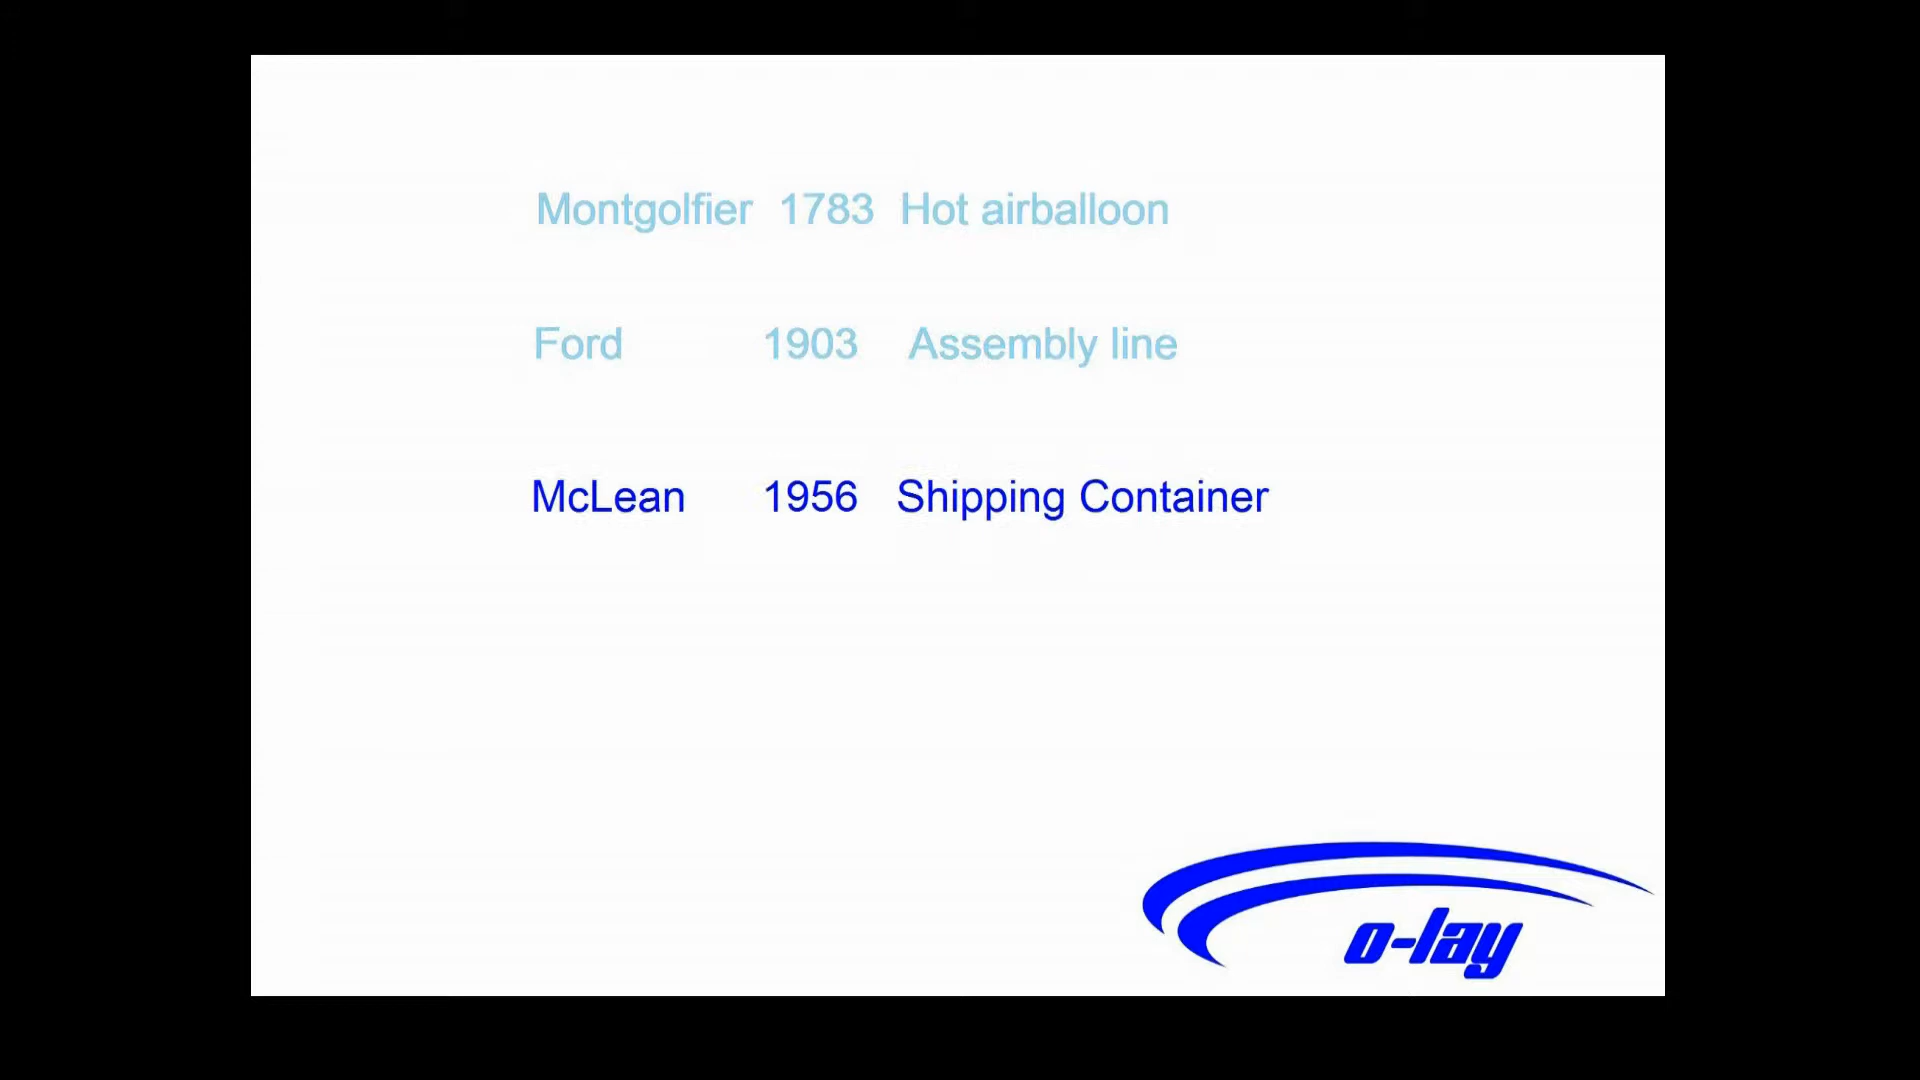 Montgolfier 1783 Hot airballoon
Ford 1903 Assembly line
McLean 1956 Shipping Container
o-lay